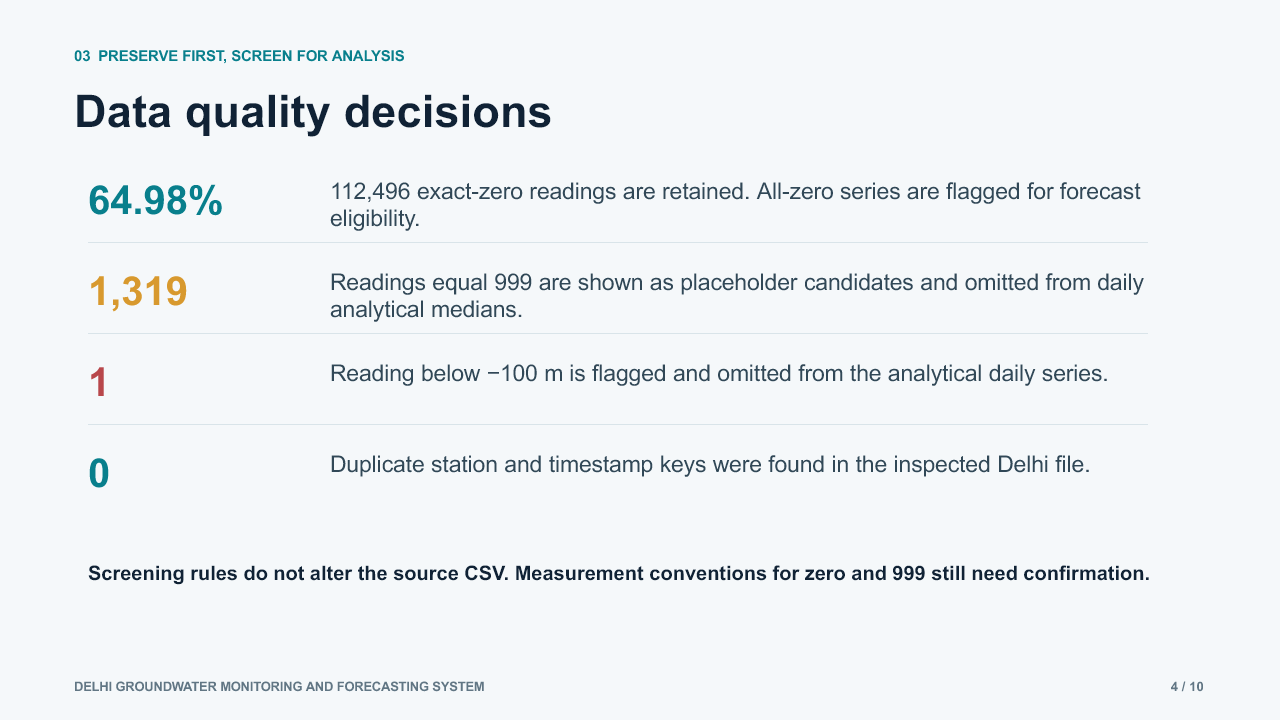 03 PRESERVE FIRST, SCREEN FOR ANALYSIS
Data quality decisions
64.98%
112,496 exact-zero readings are retained. All-zero series are flagged for forecast
eligibility.
1,319
Readings equal 999 are shown as placeholder candidates and omitted from daily
analytical medians.
1
Reading below −100 m is flagged and omitted from the analytical daily series.
0
Duplicate station and timestamp keys were found in the inspected Delhi file.
Screening rules do not alter the source CSV. Measurement conventions for zero and 999 still need confirmation.
DELHI GROUNDWATER MONITORING AND FORECASTING SYSTEM
4 / 10